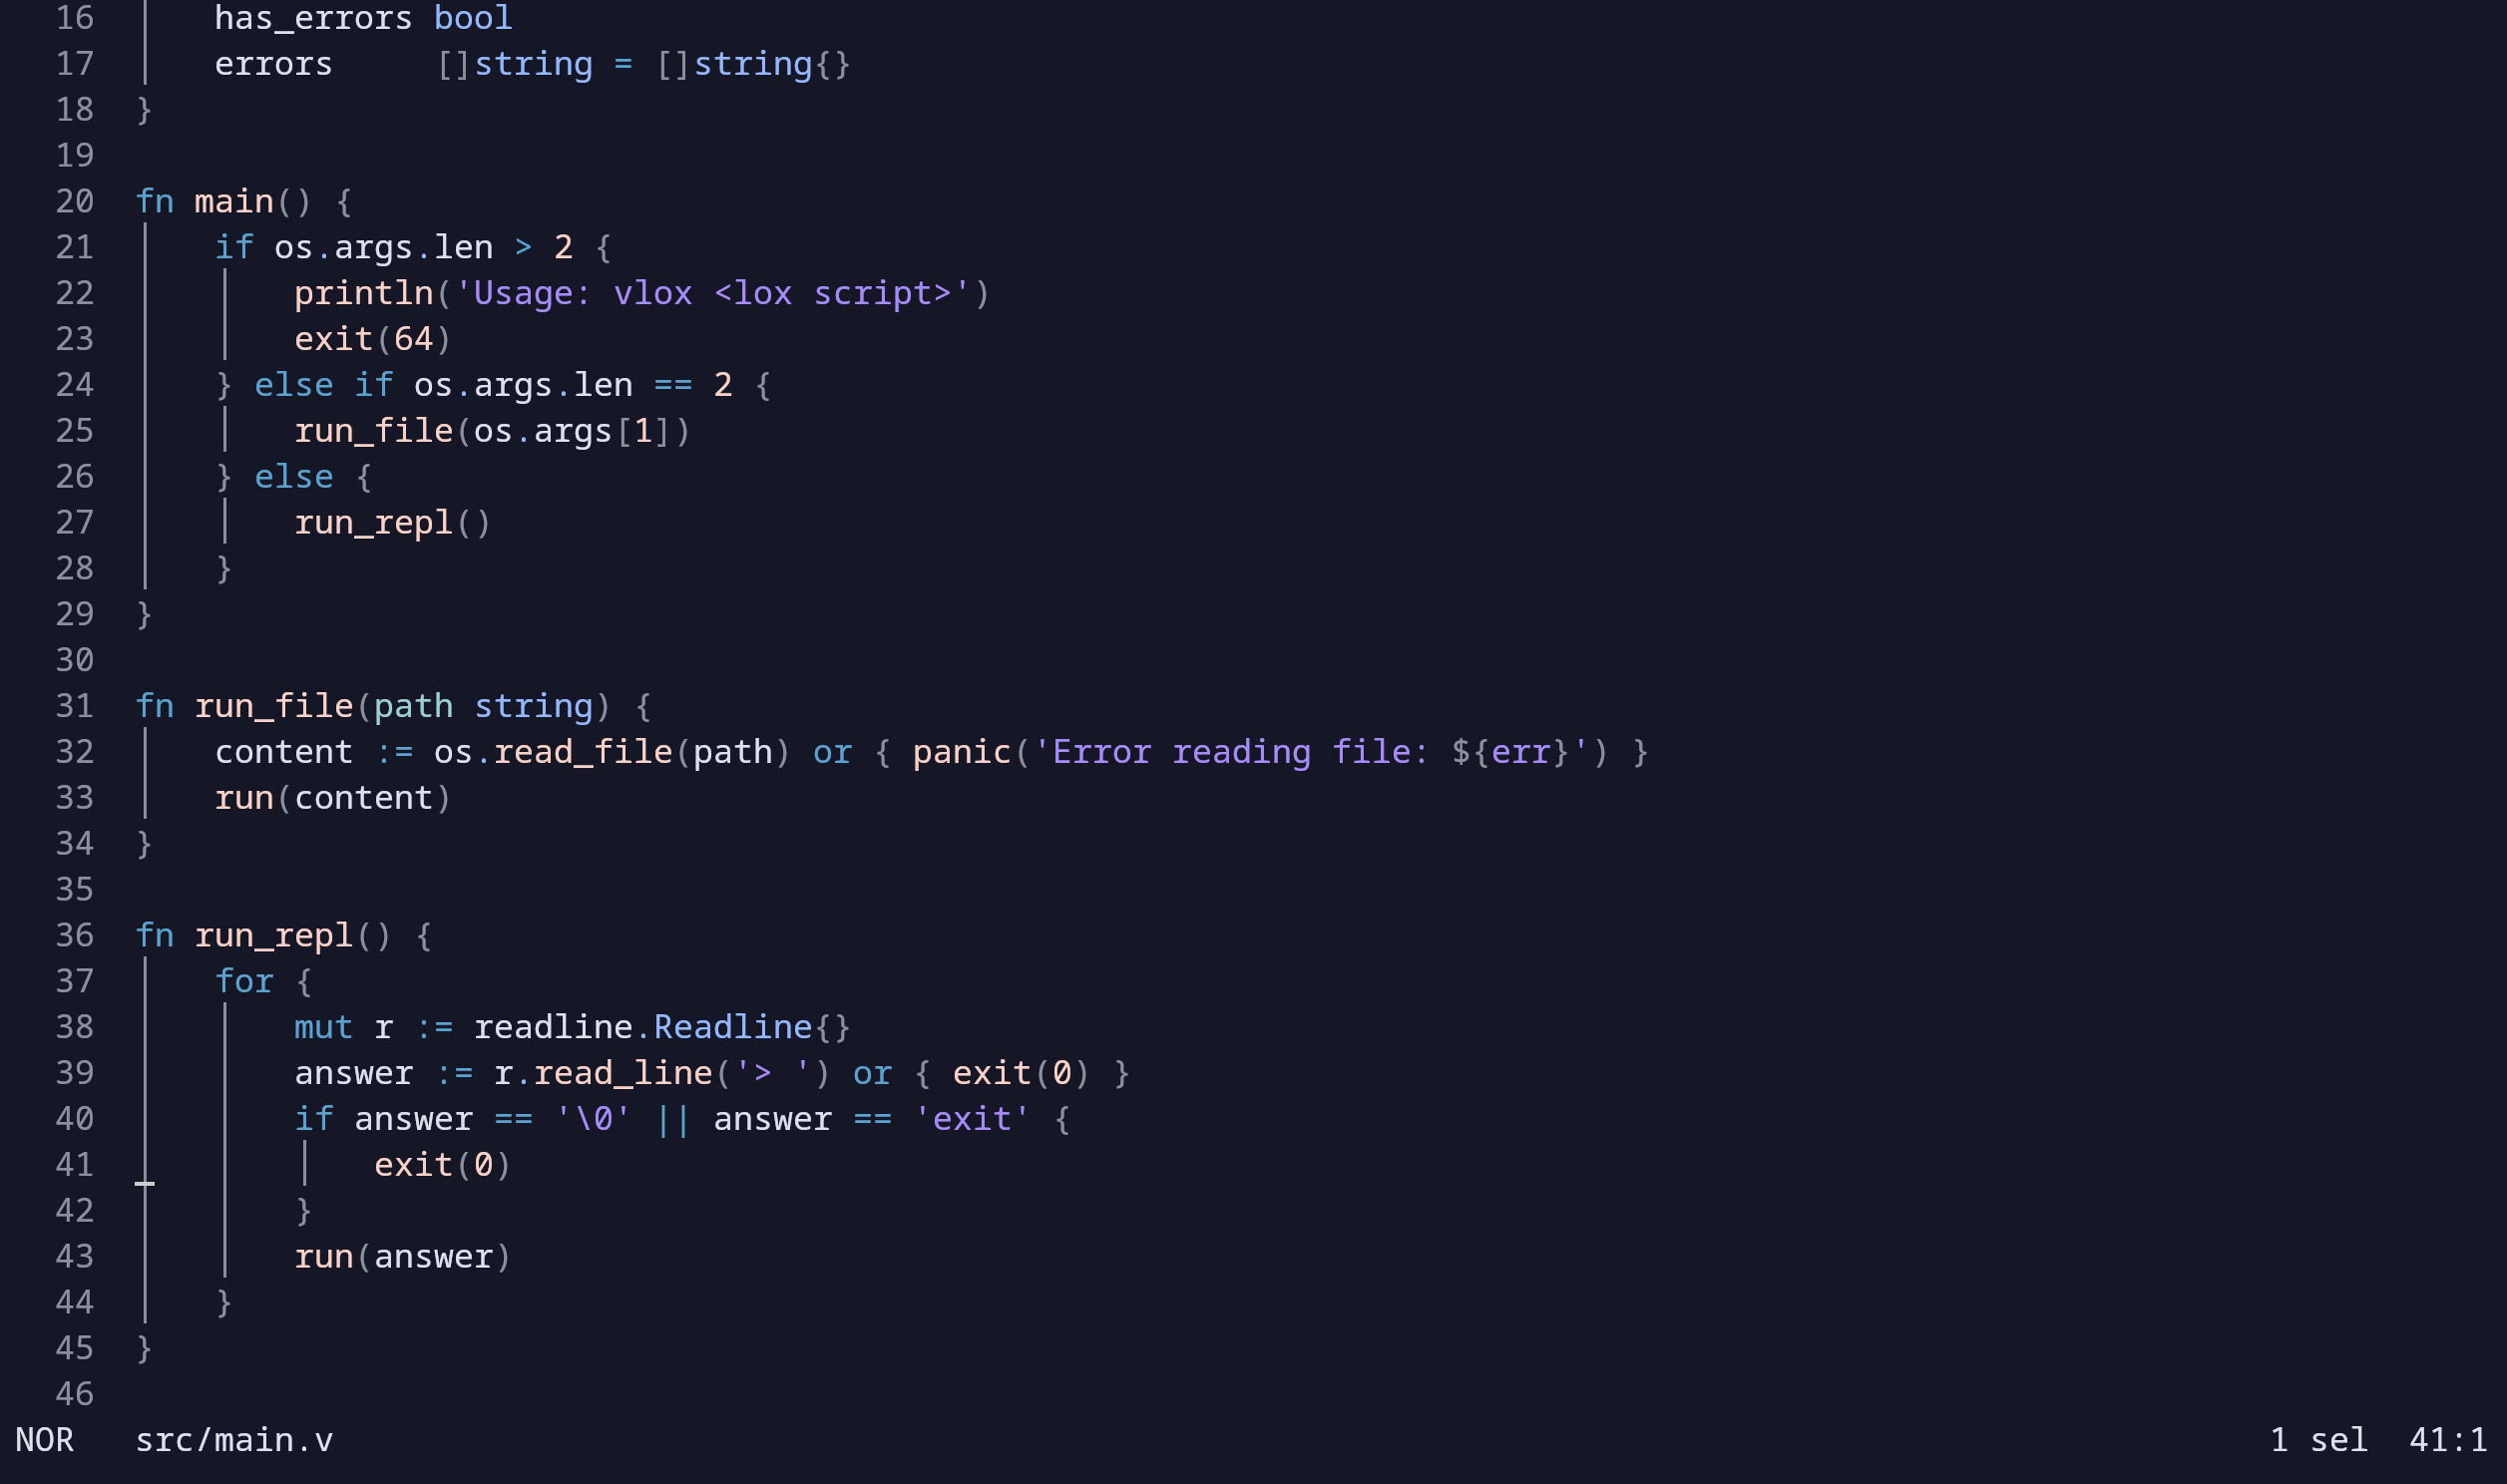 16 has_errors bool
17 errors     []string = []string{}
18 }
19
20 fn main() {
21     if os.args.len > 2 {
22         println('Usage: vlox <lox script>')
23         exit(64)
24     } else if os.args.len == 2 {
25         run_file(os.args[1])
26     } else {
27         run_repl()
28     }
29 }
30
31 fn run_file(path string) {
32     content := os.read_file(path) or { panic('Error reading file: ${err}') }
33     run(content)
34 }
35
36 fn run_repl() {
37     for {
38         mut r := readline.Readline{}
39         answer := r.read_line('> ') or { exit(0) }
40         if answer == '\0' || answer == 'exit' {
41             exit(0)
42         }
43         run(answer)
44     }
45 }
46
NOR   src/main.v   1 sel  41:1